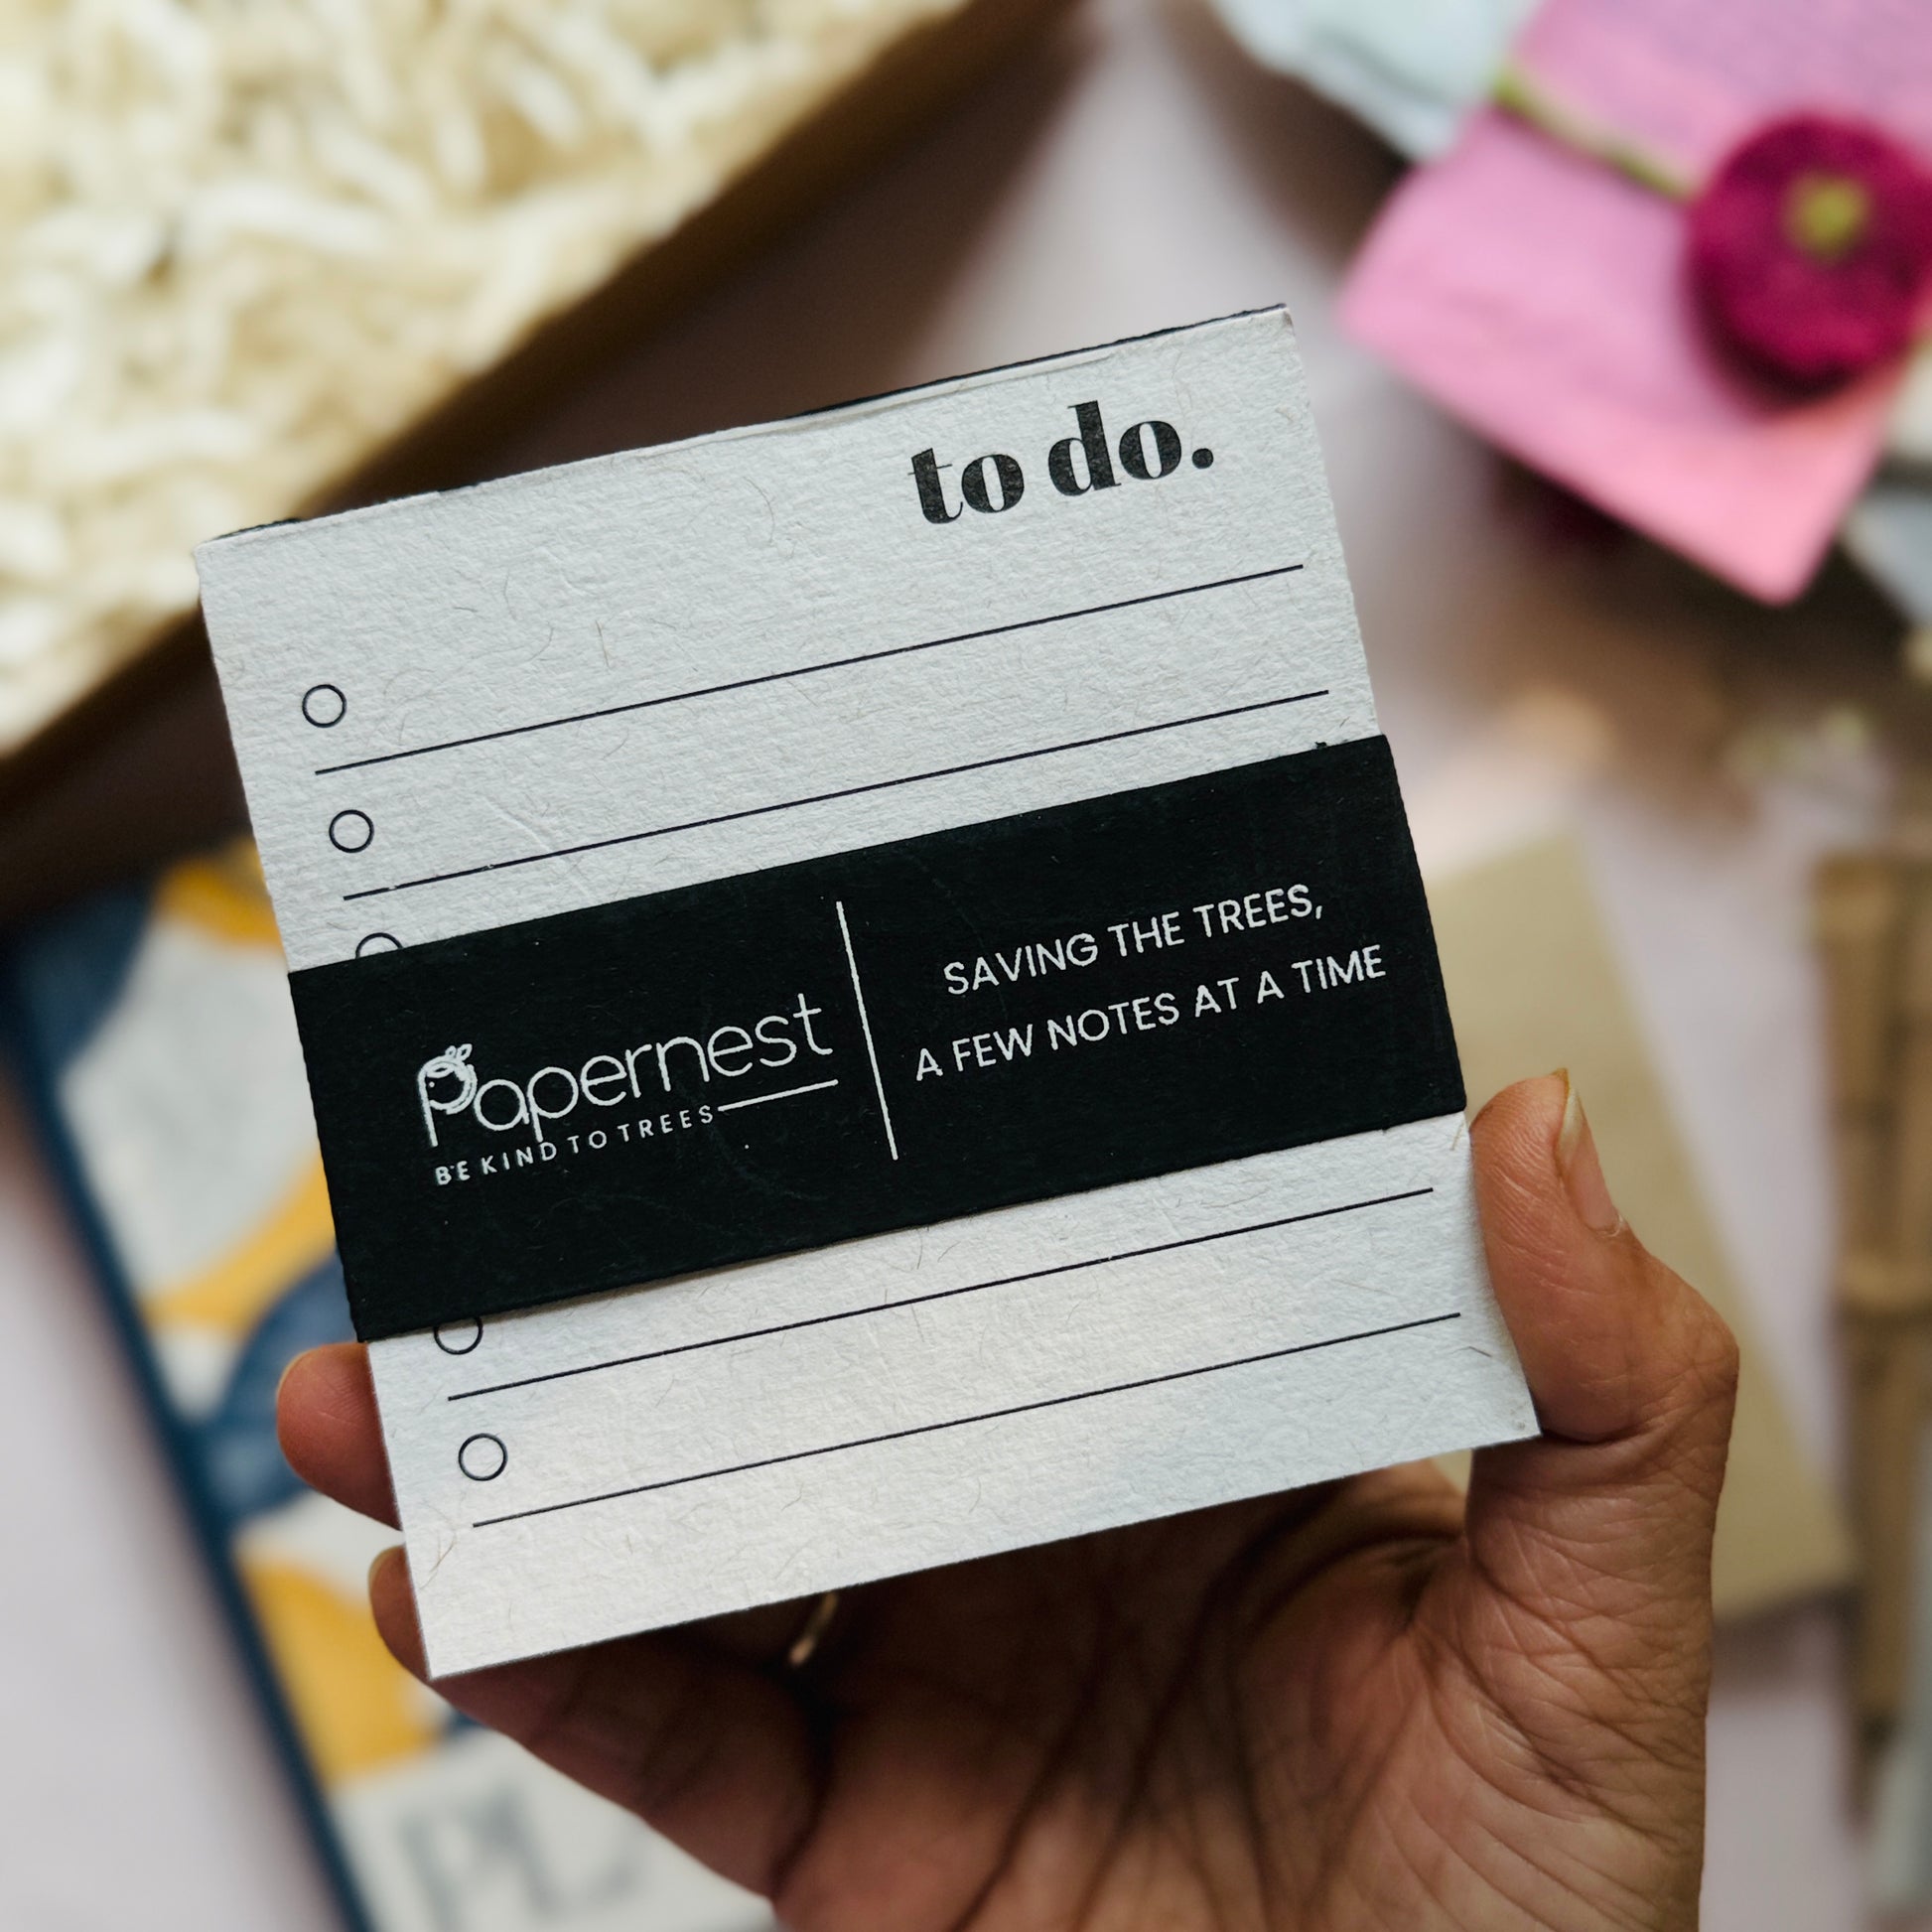 to do.
Papernest
BE KIND TO TREES
SAVING THE TREES,
A FEW NOTES AT A TIME